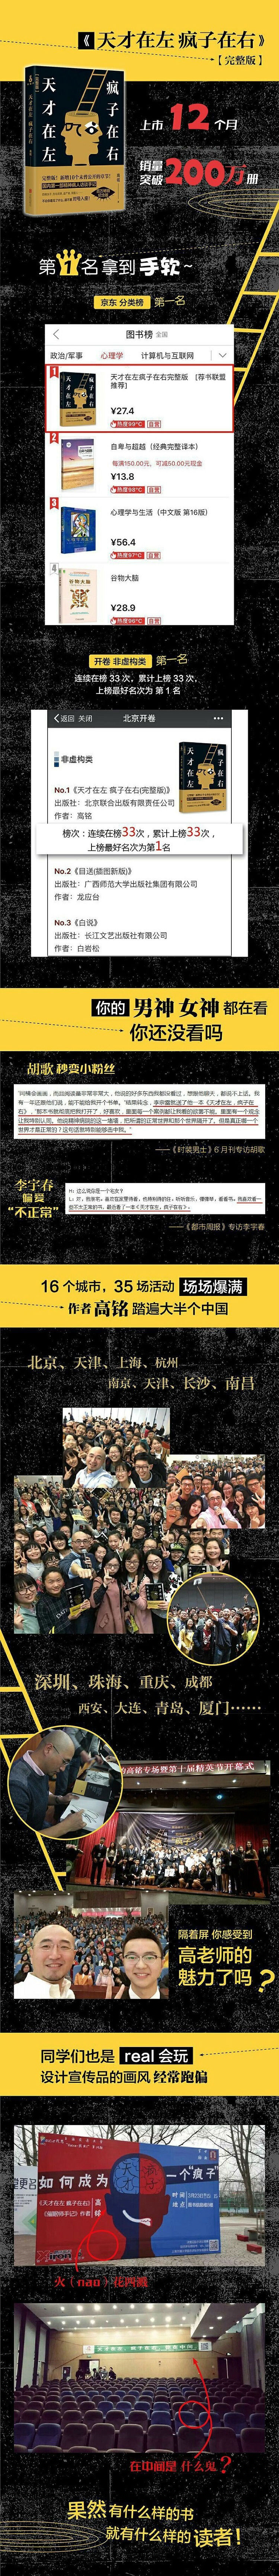 《天才在左 疯子在右》
【完整版】
天才在左
疯子在右
上市 12 个月
销量突破 200万 册
第1名拿到手软~
京东 分类榜 第一名
图书榜 全国
政治/军事 心理学 计算机与互联网
1
天才在左疯子在右完整版 [荐书联盟推荐]
¥27.4
热度99°C 自营
2
自卑与超越（经典完整译本）
每满150.00元，可减50.00元现金
¥13.8
热度98°C 自营
3
心理学与生活（中文版 第16版）
¥56.4
热度97°C 自营
4
谷物大脑
¥28.9
热度96°C 自营
开卷 非虚构类 第一名
连续在榜 33 次，累计上榜 33 次，
上榜最好名次为 第 1 名
返回 关闭 北京开卷
非虚构类
No.1《天才在左 疯子在右(完整版)》
出版社：北京联合出版有限责任公司
作者：高铭
榜次：连续在榜33次，累计上榜33次，
上榜最好名次为第1名
No.2《目送(插图新版)》
出版社：广西师范大学出版社集团有限公司
作者：龙应台
No.3《白说》
出版社：长江文艺出版社有限公司
作者：白岩松
你的 男神 女神 都在看
你还没看吗
胡歌 秒变小粉丝
——《时装男士》6 月刊专访胡歌
李宇春
偏爱
“不正常”
——《都市周报》专访李宇春
16 个城市，35 场活动 场场爆满
作者 高铭 踏遍大半个中国
北京、天津、上海、杭州
南京、天津、长沙、南昌
深圳、珠海、重庆、成都
西安、大连、青岛、厦门……
高铭专场暨第十届精英节开幕式
隔着屏 你感受到
高老师的
魅力了吗？
同学们也是 real 会玩
设计宣传品的画风 经常跑偏
如何成为
一个“疯子”
《天才在左 疯子在右》
高铭
时间
地点
在中间是 什么鬼？
果然有什么样的书
就有什么样的读者！